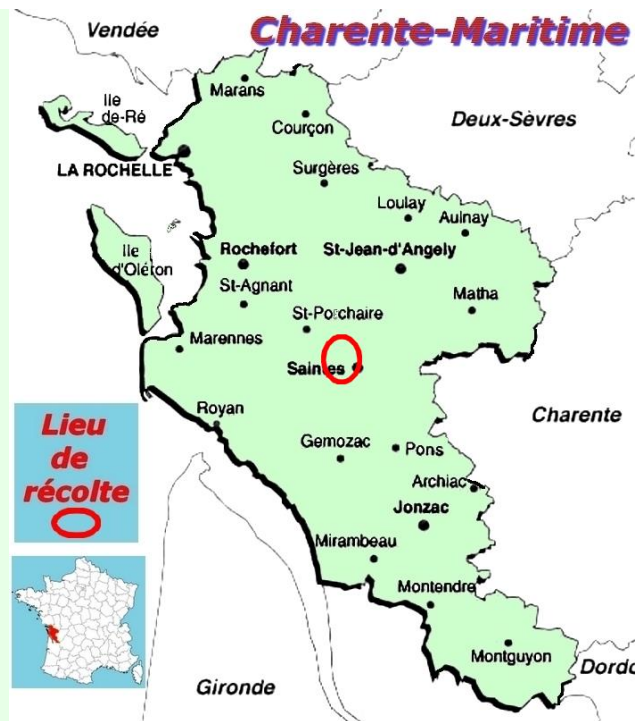 Vendée
Charente-Maritime
Marans
Ile
de-Ré
Courçon
Deux-Sèvres
LA ROCHELLE
Surgères
Loulay
Aulnay
Ile
d'Oléron
Rochefort
St-Jean-d'Angely
St-Agnant
Matha
St-Porchaire
Marennes
Saintes
Royan
Charente
Lieu
de
récolte
Gemozac
Pons
Archiac
Jonzac
Mirambeau
Montendre
Montguyon
Dordo
Gironde